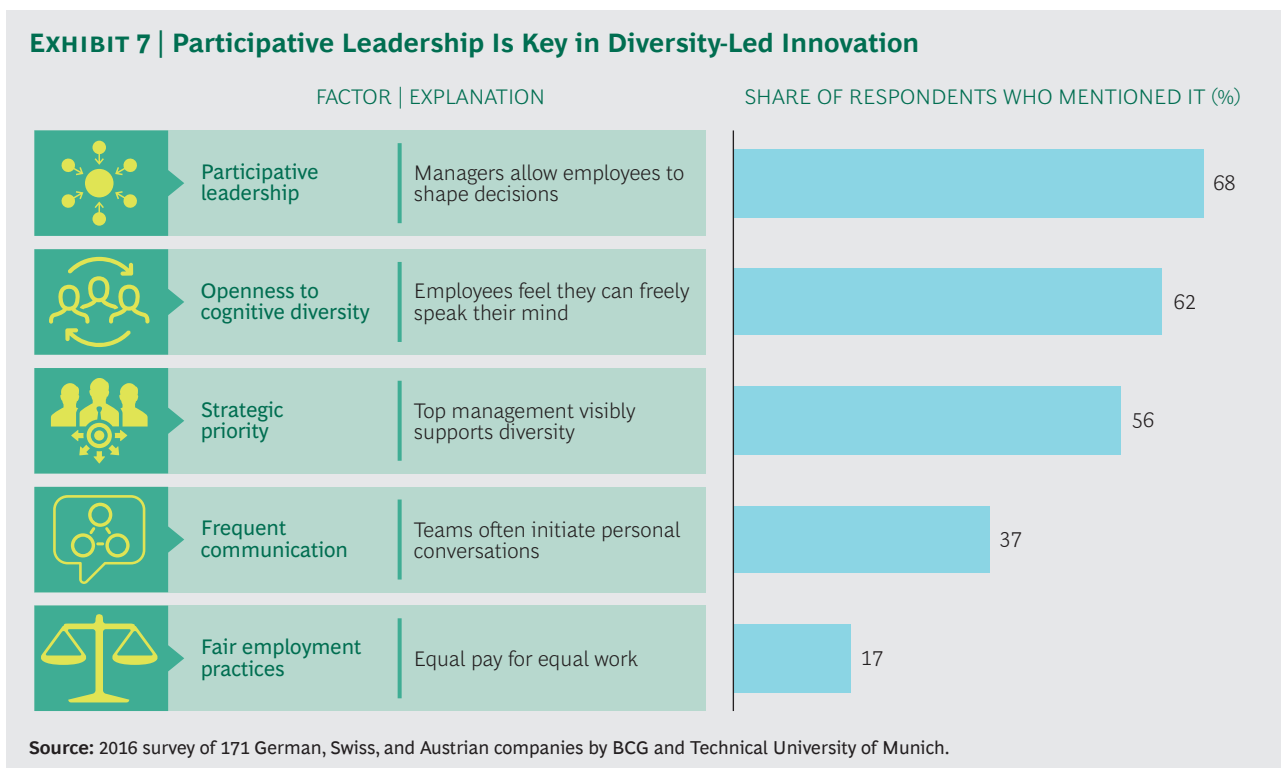 EXHIBIT 7 | Participative Leadership Is Key in Diversity-Led Innovation
FACTOR | EXPLANATION
SHARE OF RESPONDENTS WHO MENTIONED IT (%)
Participative
leadership
Managers allow employees to
shape decisions
68
Openness to
cognitive diversity
Employees feel they can freely
speak their mind
62
Strategic
priority
Top management visibly
supports diversity
56
Frequent
communication
Teams often initiate personal
conversations
37
Fair employment
practices
Equal pay for equal work
17
Source: 2016 survey of 171 German, Swiss, and Austrian companies by BCG and Technical University of Munich.